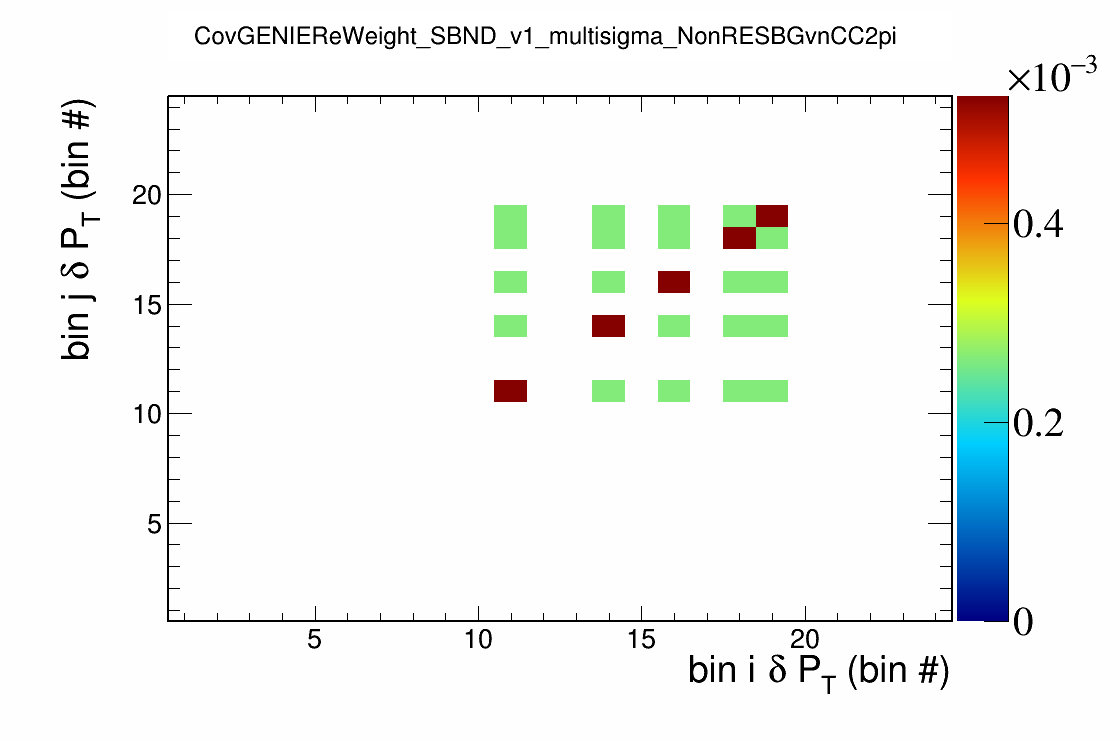 CovGENIEReWeight_SBND_v1_multisigma_NonRESBGvnCC2pi
×10⁻³
bin j δ P_T (bin #)
20
15
10
5
0.4
0.2
0
5 10 15 20
bin i δ P_T (bin #)